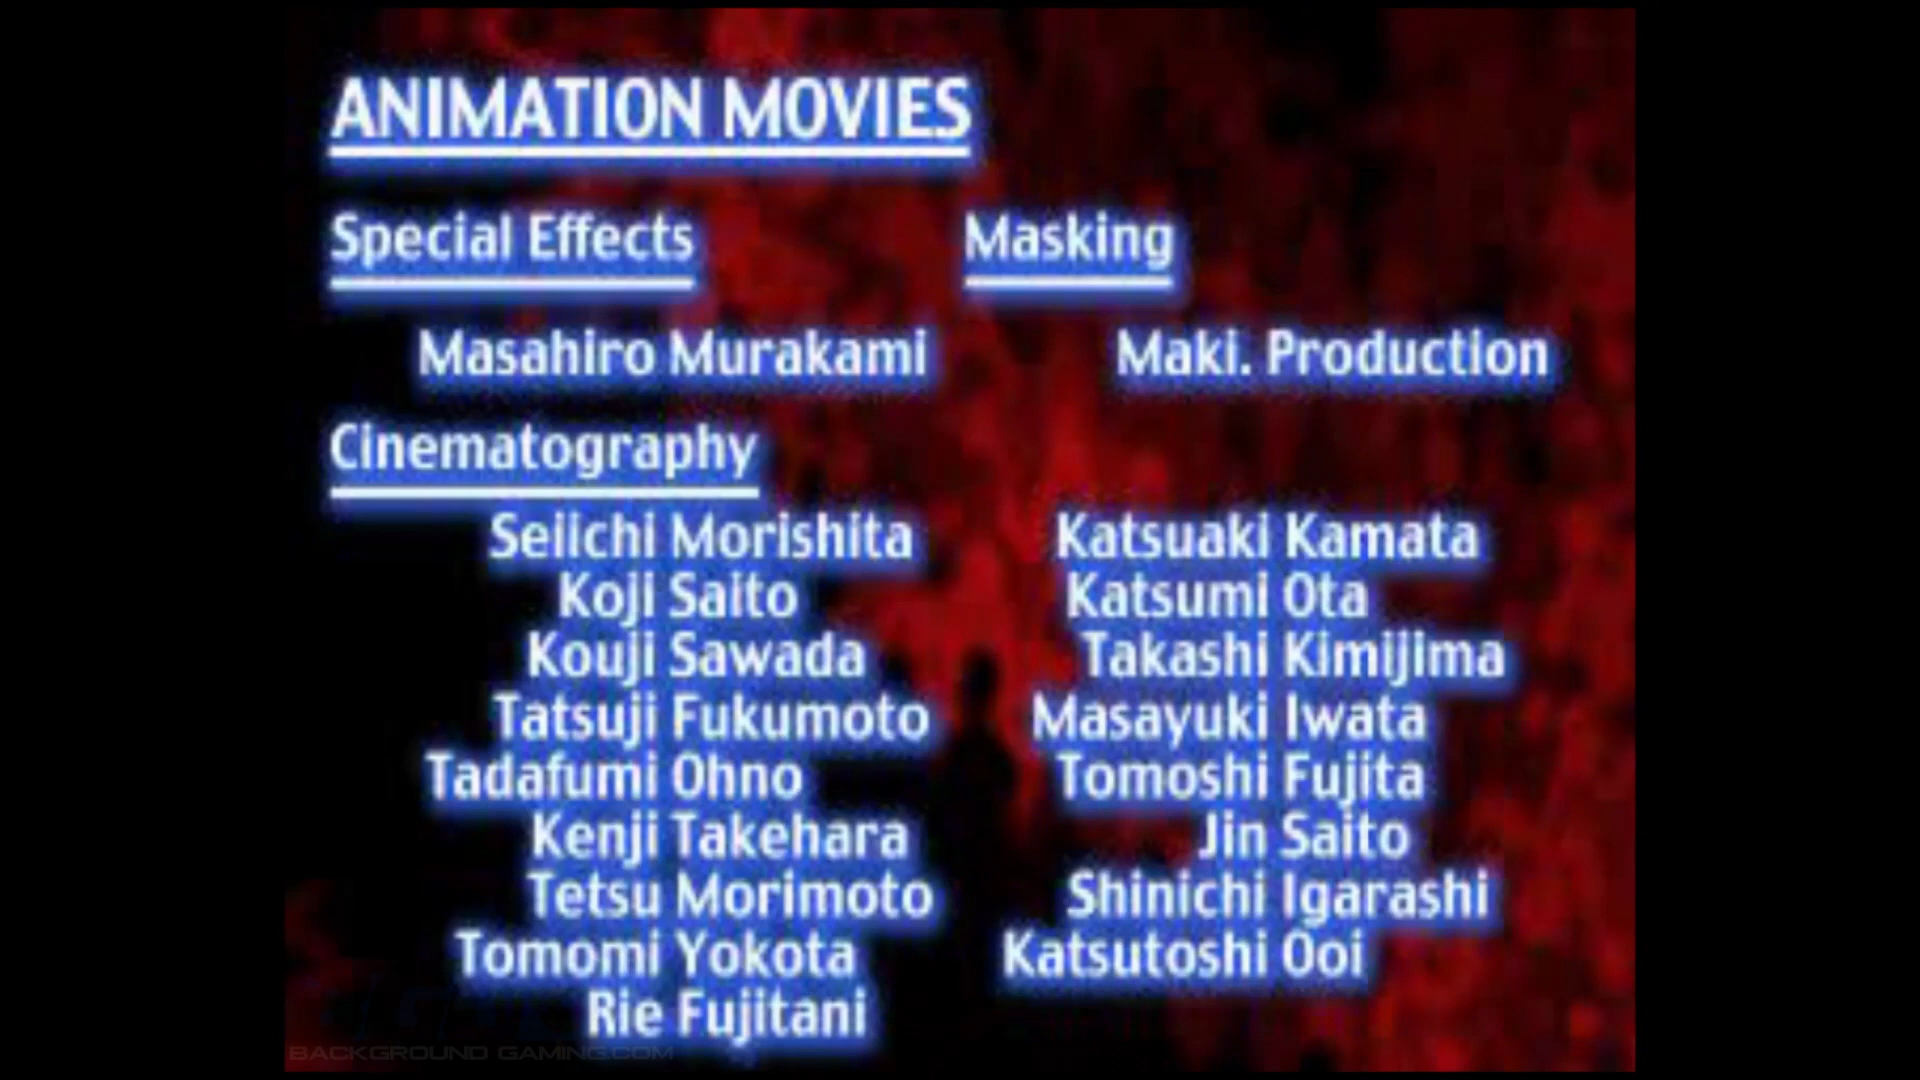 ANIMATION MOVIES
Special Effects
Masking
Masahiro Murakami
Maki. Production
Cinematography
Seiichi Morishita
Katsuaki Kamata
Koji Saito
Katsumi Ota
Kouji Sawada
Takashi Kimijima
Tatsuji Fukumoto
Masayuki Iwata
Tadafumi Ohno
Tomoshi Fujita
Kenji Takehara
Jin Saito
Tetsu Morimoto
Shinichi Igarashi
Tomomi Yokota
Katsutoshi Ooi
Rie Fujitani
BACKGROUND GAMING.COM